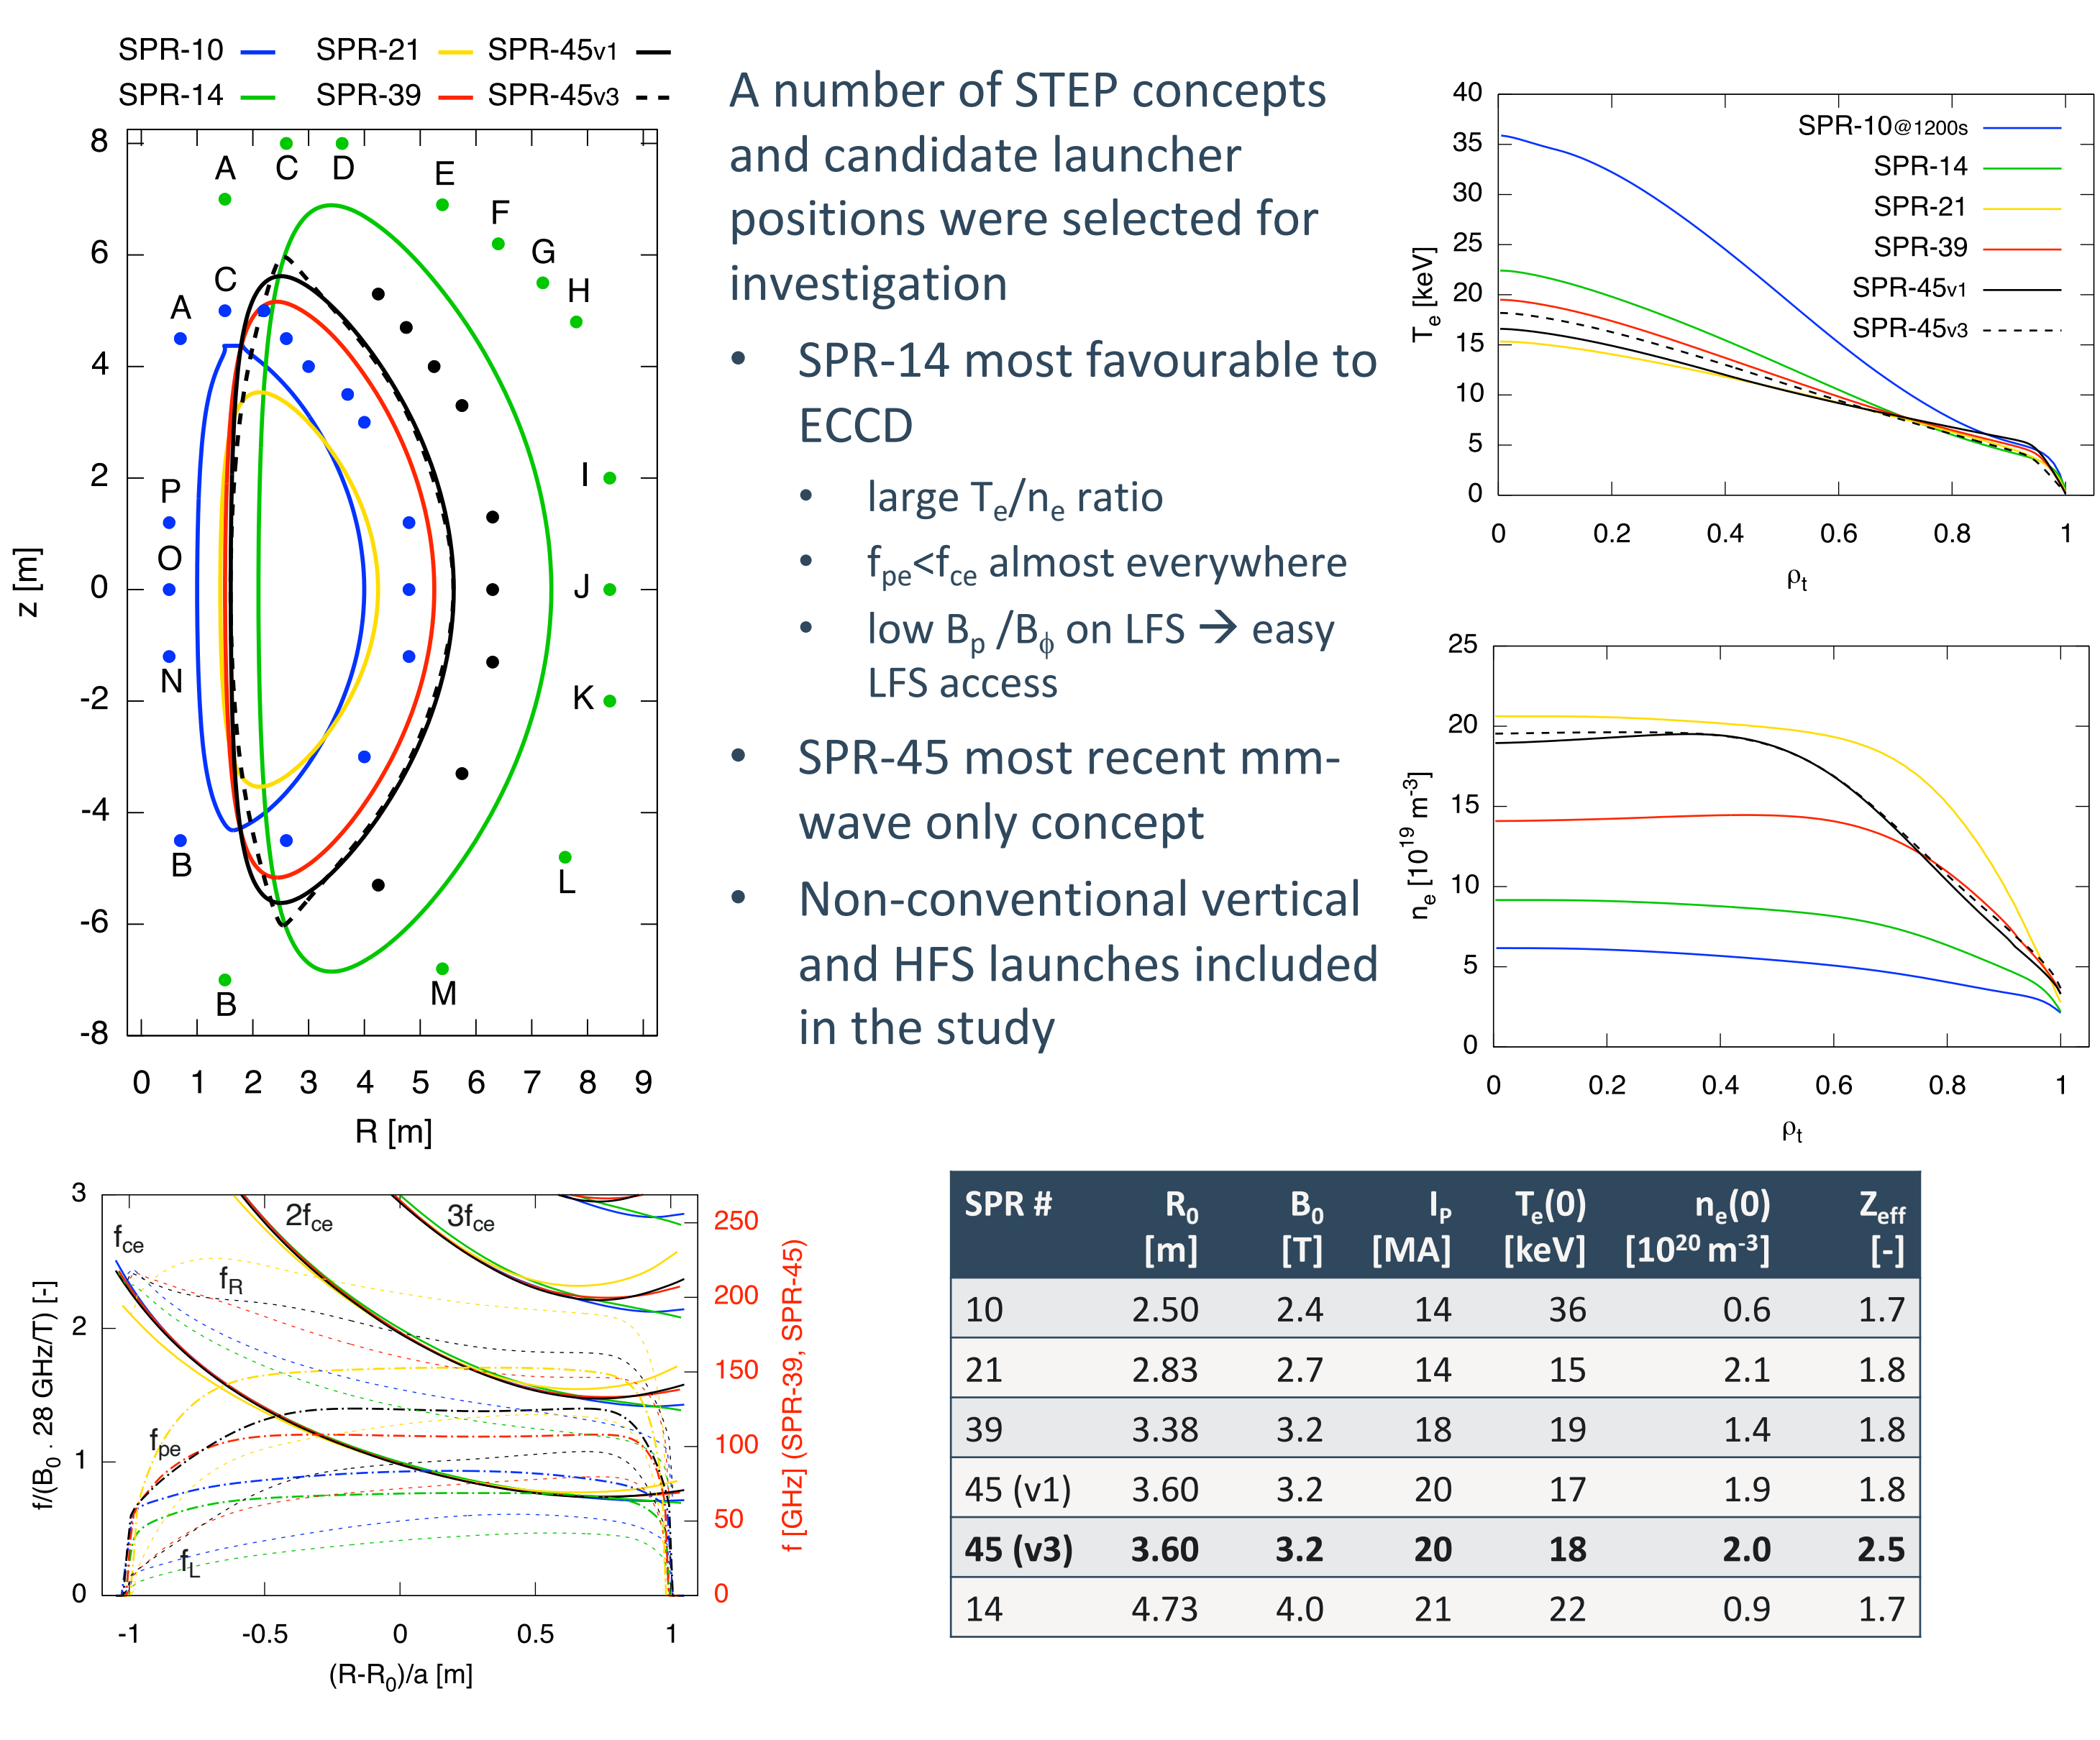 SPR-10 SPR-21 SPR-45v1
SPR-14 SPR-39 SPR-45v3
8
6
4
2
0
-2
-4
-6
-8
z [m]
A
C
D
E
F
G
H
C
A
I
P
O
J
N
K
B
L
M
B
0 1 2 3 4 5 6 7 8 9
R [m]
A number of STEP concepts
and candidate launcher
positions were selected for
investigation
• SPR-14 most favourable to
ECCD
• large Te/ne ratio
• fpe<fce almost everywhere
• low Bp /Bϕ on LFS → easy
LFS access
• SPR-45 most recent mm-
wave only concept
• Non-conventional vertical
and HFS launches included
in the study
40
35
30
25
20
15
10
5
0
Te [keV]
SPR-10@1200s
SPR-14
SPR-21
SPR-39
SPR-45v1
SPR-45v3
0 0.2 0.4 0.6 0.8 1
ρt
25
20
15
10
5
0
ne [10^19 m^-3]
0 0.2 0.4 0.6 0.8 1
ρt
3
2
1
0
f/(B0 . 28 GHz/T) [-]
fce
2fce
3fce
fR
fpe
fL
250
200
150
100
50
0
f [GHz] (SPR-39, SPR-45)
-1 -0.5 0 0.5 1
(R-R0)/a [m]
SPR # R0 B0 IP Te(0) ne(0) Zeff
[m] [T] [MA] [keV] [10^20 m^-3] [-]
10 2.50 2.4 14 36 0.6 1.7
21 2.83 2.7 14 15 2.1 1.8
39 3.38 3.2 18 19 1.4 1.8
45 (v1) 3.60 3.2 20 17 1.9 1.8
45 (v3) 3.60 3.2 20 18 2.0 2.5
14 4.73 4.0 21 22 0.9 1.7